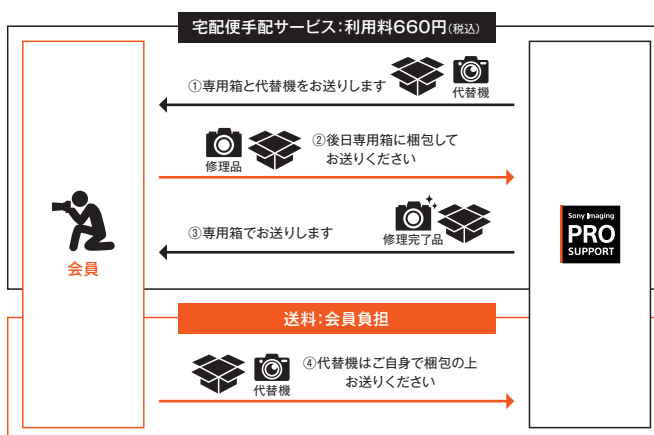 宅配便手配サービス:利用料660円(税込)
①専用箱と代替機をお送りします
代替機
②後日専用箱に梱包して
お送りください
修理品
③専用箱でお送りします
修理完了品
会員
Sony Imaging
PRO
SUPPORT
送料:会員負担
④代替機はご自身で梱包の上
お送りください
代替機